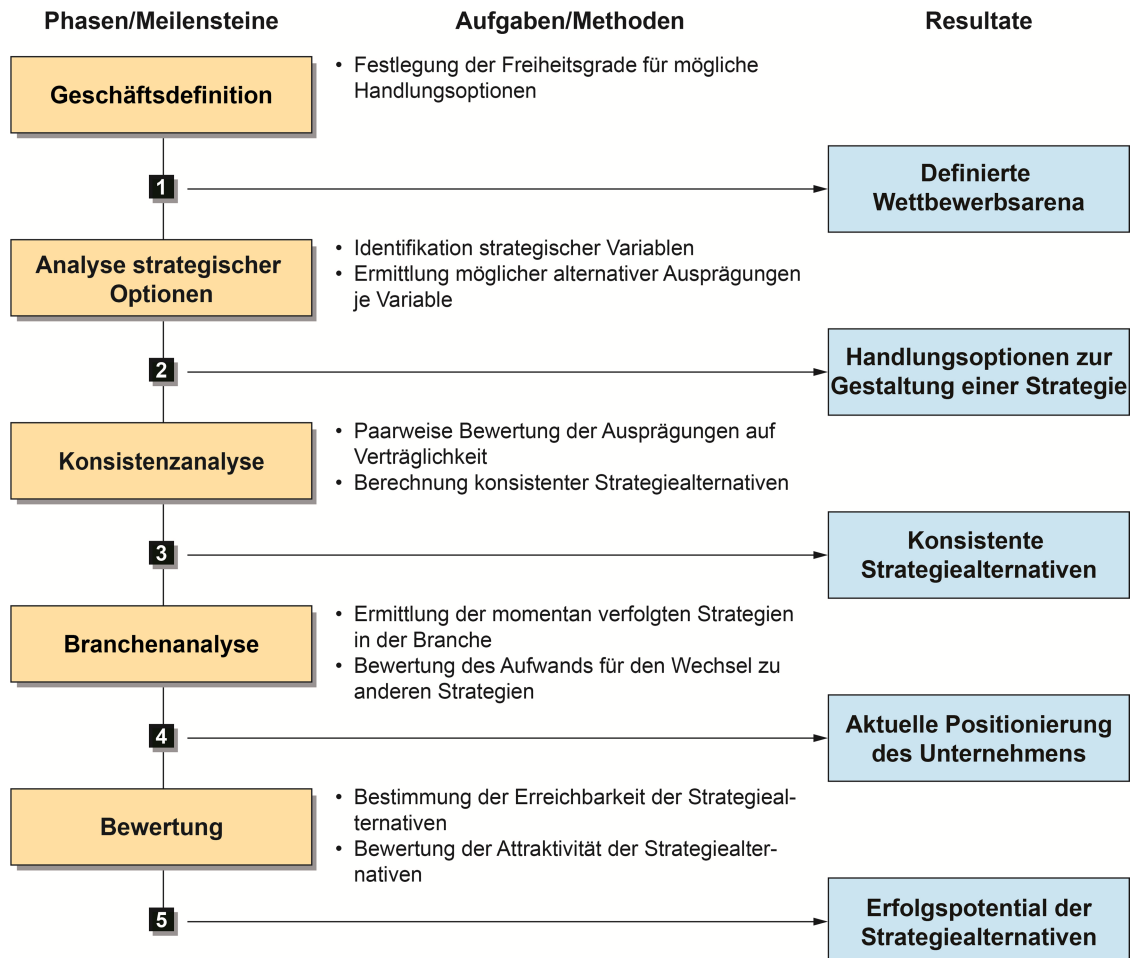 Phasen/Meilensteine
Aufgaben/Methoden
Resultate
Geschäftsdefinition
• Festlegung der Freiheitsgrade für mögliche
Handlungsoptionen
1
Definierte
Wettbewerbsarena
Analyse strategischer
Optionen
• Identifikation strategischer Variablen
• Ermittlung möglicher alternativer Ausprägungen
je Variable
2
Handlungsoptionen zur
Gestaltung einer Strategie
Konsistenzanalyse
• Paarweise Bewertung der Ausprägungen auf
Verträglichkeit
• Berechnung konsistenter Strategiealternativen
3
Konsistente
Strategiealternativen
Branchenanalyse
• Ermittlung der momentan verfolgten Strategien
in der Branche
• Bewertung des Aufwands für den Wechsel zu
anderen Strategien
4
Aktuelle Positionierung
des Unternehmens
Bewertung
• Bestimmung der Erreichbarkeit der Strategieal-
ternativen
• Bewertung der Attraktivität der Strategiealter-
nativen
5
Erfolgspotential der
Strategiealternativen